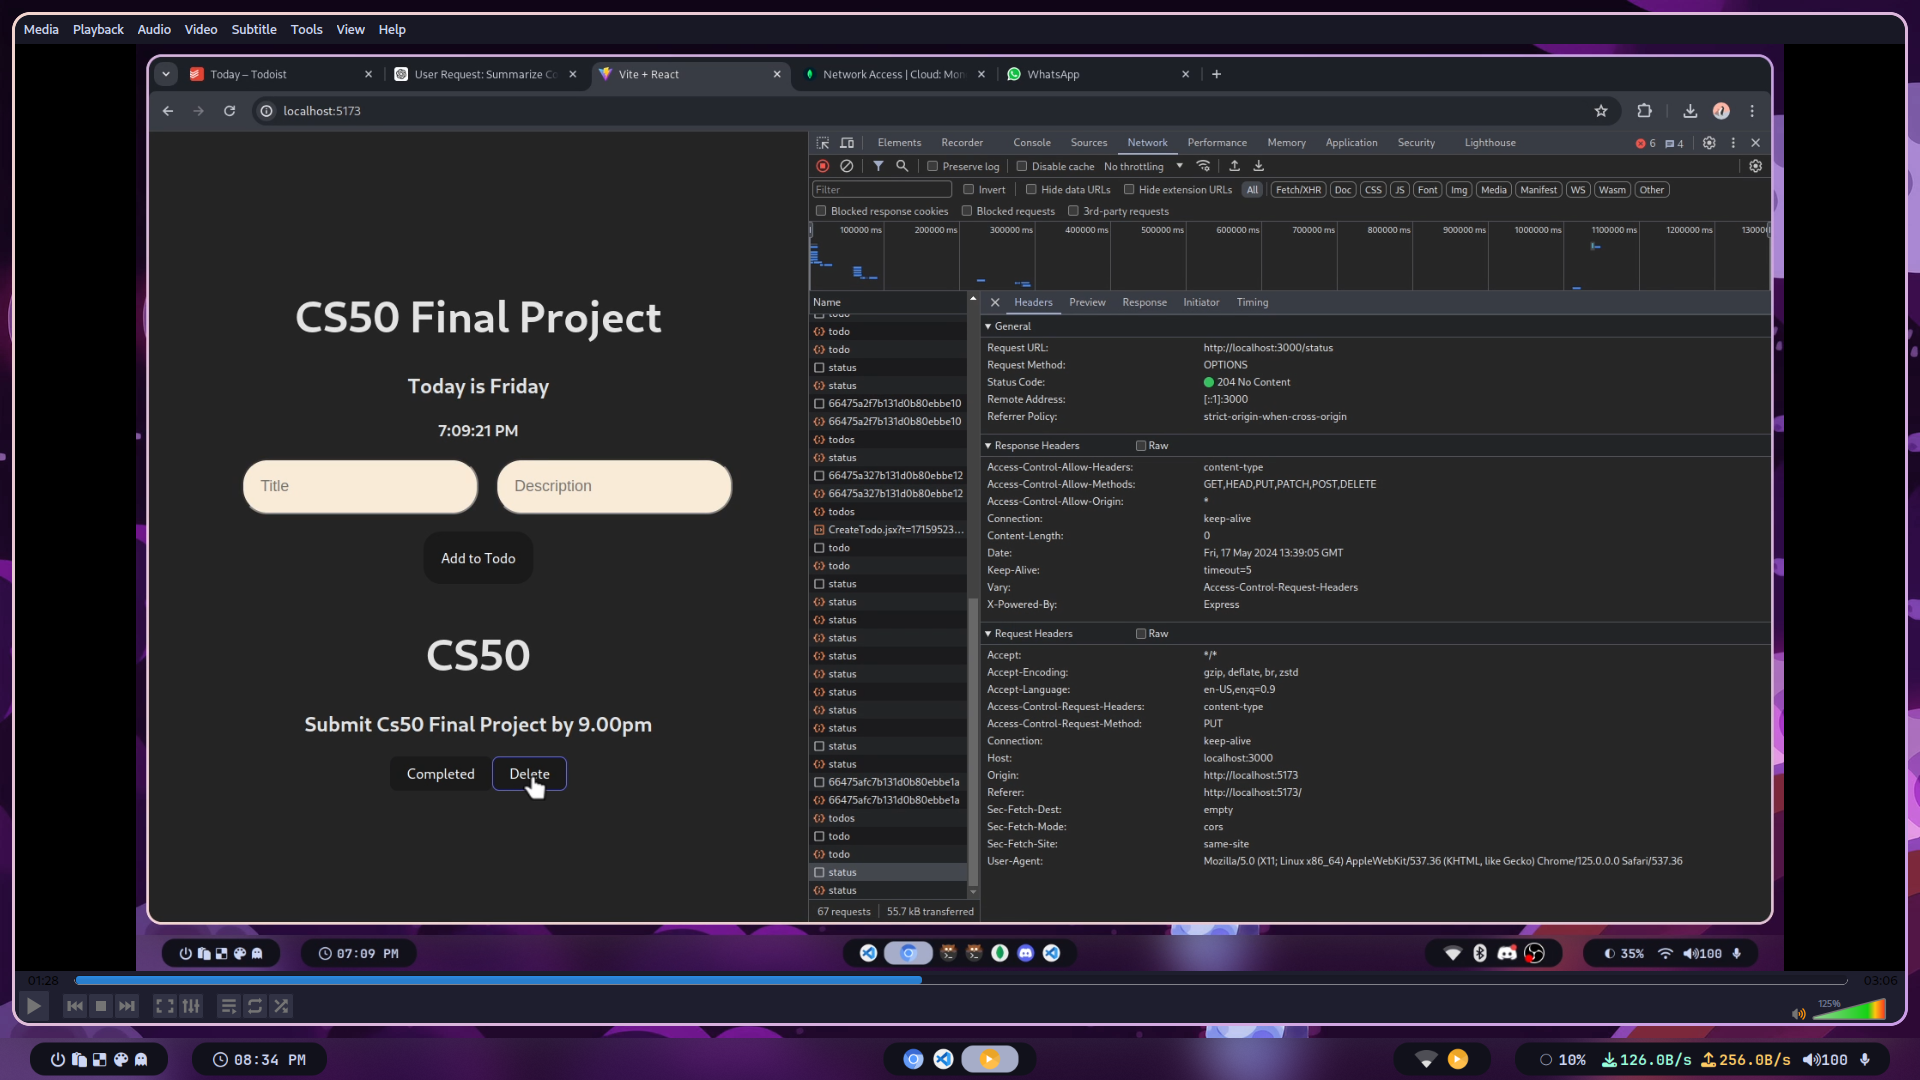 Media Playback Audio Video Subtitle Tools View Help
Today – Todoist
User Request: Summarize Co
Vite + React
Network Access | Cloud: Mon
WhatsApp
localhost:5173
CS50 Final Project
Today is Friday
7:09:21 PM
Title
Description
Add to Todo
CS50
Submit Cs50 Final Project by 9.00pm
Completed
Delete
Elements Recorder Console Sources Network Performance Memory Application Security Lighthouse 6 4
Preserve log Disable cache No throttling
Filter Invert Hide data URLs Hide extension URLs All Fetch/XHR Doc CSS JS Font Img Media Manifest WS Wasm Other
Blocked response cookies Blocked requests 3rd-party requests
100000 ms 200000 ms 300000 ms 400000 ms 500000 ms 600000 ms 700000 ms 800000 ms 900000 ms 1000000 ms 1100000 ms 1200000 ms 13000
Name
todo
todo
todo
status
status
66475a2f7b131d0b80ebbe10
66475a2f7b131d0b80ebbe10
todos
status
66475a327b131d0b80ebbe12
66475a327b131d0b80ebbe12
todos
CreateTodo.jsx?t=17159523...
todo
todo
status
status
status
status
status
status
status
status
status
status
status
66475afc7b131d0b80ebbe1a
66475afc7b131d0b80ebbe1a
todos
todo
todo
status
status
67 requests 55.7 kB transferred
Headers Preview Response Initiator Timing
General
Request URL: http://localhost:3000/status
Request Method: OPTIONS
Status Code: 204 No Content
Remote Address: [::1]:3000
Referrer Policy: strict-origin-when-cross-origin
Response Headers Raw
Access-Control-Allow-Headers: content-type
Access-Control-Allow-Methods: GET,HEAD,PUT,PATCH,POST,DELETE
Access-Control-Allow-Origin: *
Connection: keep-alive
Content-Length: 0
Date: Fri, 17 May 2024 13:39:05 GMT
Keep-Alive: timeout=5
Vary: Access-Control-Request-Headers
X-Powered-By: Express
Request Headers Raw
Accept: */*
Accept-Encoding: gzip, deflate, br, zstd
Accept-Language: en-US,en;q=0.9
Access-Control-Request-Headers: content-type
Access-Control-Request-Method: PUT
Connection: keep-alive
Host: localhost:3000
Origin: http://localhost:5173
Referer: http://localhost:5173/
Sec-Fetch-Dest: empty
Sec-Fetch-Mode: cors
Sec-Fetch-Site: same-site
User-Agent: Mozilla/5.0 (X11; Linux x86_64) AppleWebKit/537.36 (KHTML, like Gecko) Chrome/125.0.0.0 Safari/537.36
07:09 PM
35% 100
01:28 03:06
125%
08:34 PM
10% 126.0B/s 256.0B/s 100